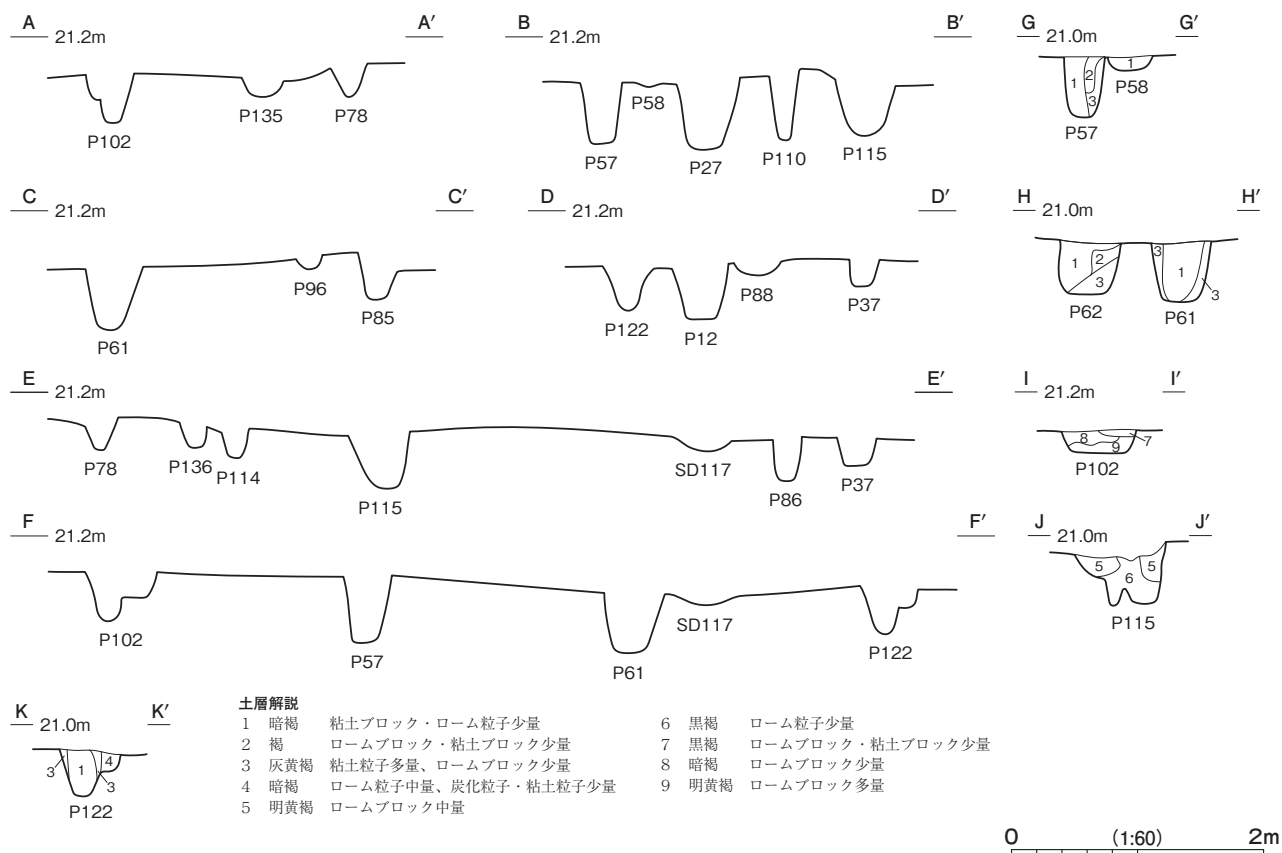 A 21.2m A′
P102 P135 P78
B 21.2m B′
P57 P58 P27 P110 P115
G 21.0m G′
1 2 3 1
P57 P58
C 21.2m C′
P61 P96 P85
D 21.2m D′
P122 P12 P88 P37
H 21.0m H′
1 2 3 3 1 3
P62 P61
E 21.2m E′
P78 P136 P114 P115 SD117 P86 P37
I 21.2m I′
8 9 7
P102
F 21.2m F′
P102 P57 P61 SD117 P122
J 21.0m J′
5 6 5
P115
K 21.0m K′
3 1 4 3
P122
土層解説
1 暗褐 粘土ブロック・ローム粒子少量
2 褐 ロームブロック・粘土ブロック少量
3 灰黄褐 粘土粒子多量、ロームブロック少量
4 暗褐 ローム粒子中量、炭化粒子・粘土粒子少量
5 明黄褐 ロームブロック中量
6 黒褐 ローム粒子少量
7 黒褐 ロームブロック・粘土ブロック少量
8 暗褐 ロームブロック少量
9 明黄褐 ロームブロック多量
0 (1:60) 2m